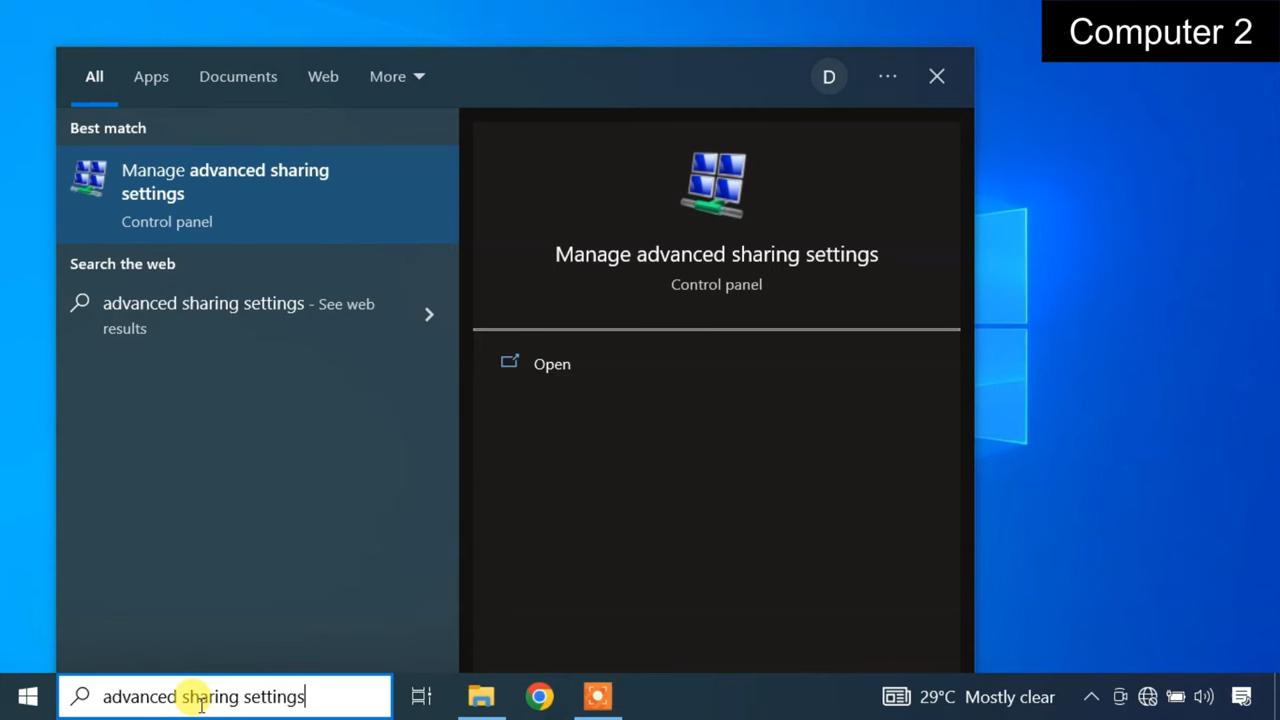 Computer 2
All Apps Documents Web More D
Best match
Manage advanced sharing
settings
Control panel
Search the web
advanced sharing settings - See web
results
Manage advanced sharing settings
Control panel
Open
advanced sharing settings
29°C Mostly clear